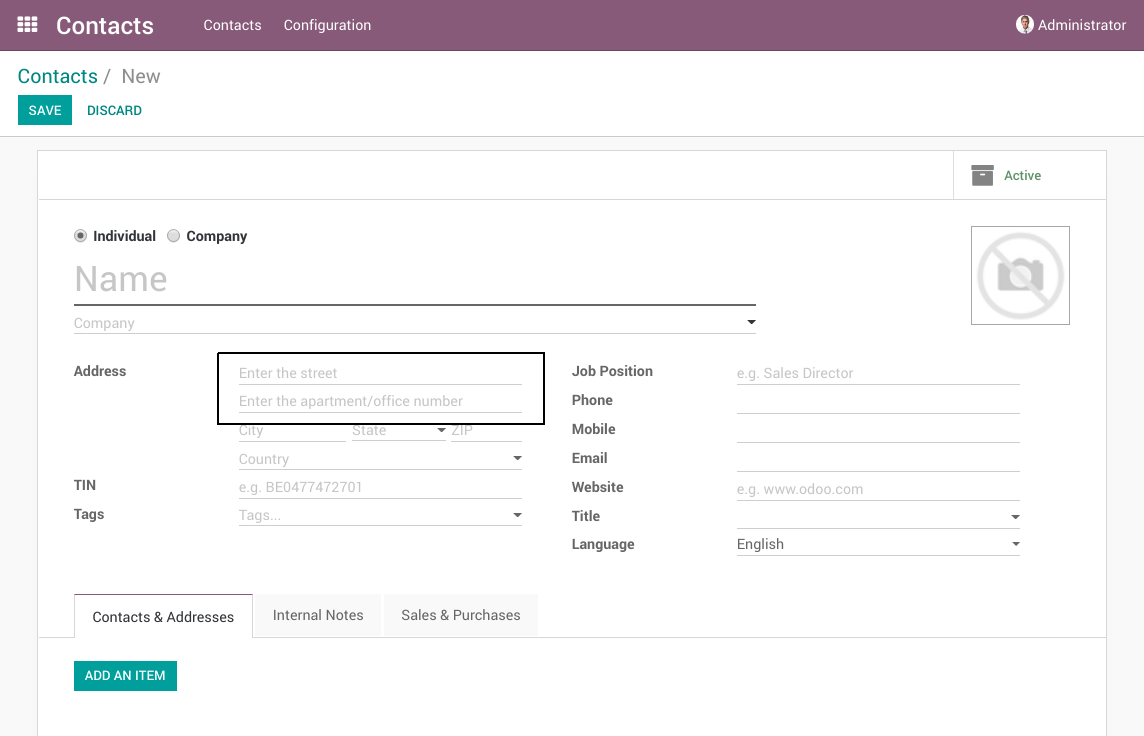 Contacts Contacts Configuration Administrator
Contacts / New
SAVE DISCARD
Active
Individual Company
Name
Company
Address Enter the street
Enter the apartment/office number
City State ZIP
Country
TIN e.g. BE0477472701
Tags Tags...
Job Position e.g. Sales Director
Phone
Mobile
Email
Website e.g. www.odoo.com
Title
Language English
Contacts & Addresses Internal Notes Sales & Purchases
ADD AN ITEM